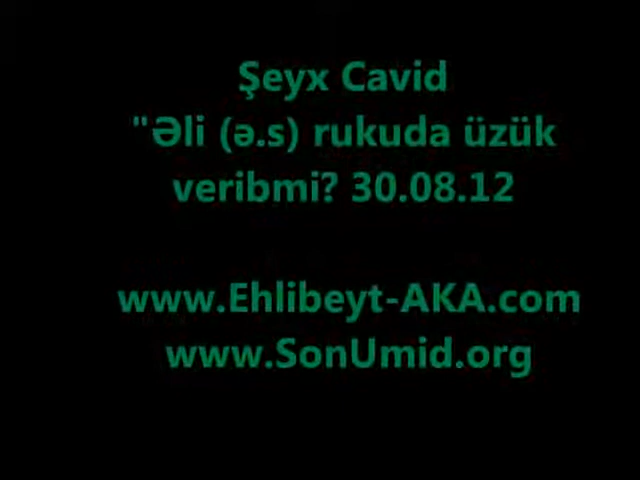 Şeyx Cavid
"Əli (ə.s) rukuda üzük
veribmi? 30.08.12
www.Ehlibeyt-AKA.com
www.SonUmid.org